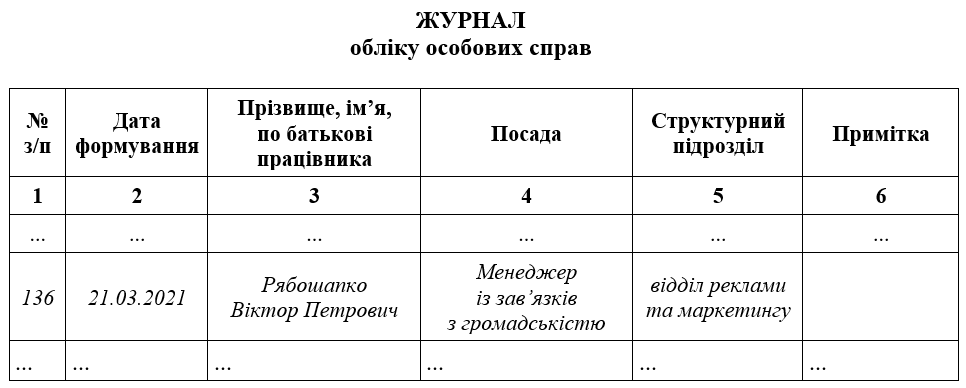 ЖУРНАЛ
обліку особових справ
№
з/п
Дата
формування
Прізвище, ім’я,
по батькові
працівника
Посада
Структурний
підрозділ
Примітка
1 2 3 4 5 6
... ... ... ... ... ...
136
21.03.2021
Рябошапко
Віктор Петрович
Менеджер
із зав’язків
з громадськістю
відділ реклами
та маркетингу
... ... ... ... ... ...